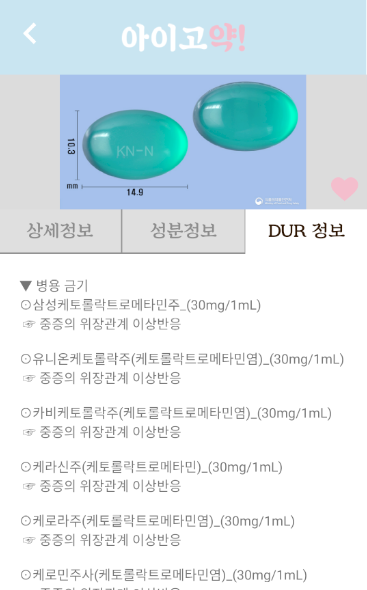 아이고약!
KN-N
10.3
mm
14.9
상세정보
성분정보
DUR 정보
▼ 병용 금기
⊙삼성케토롤락트로메타민주_(30mg/1mL)
☞ 중증의 위장관계 이상반응
⊙유니온케토롤락주(케토롤락트로메타민염)_(30mg/1mL)
☞ 중증의 위장관계 이상반응
⊙카비케토롤락주(케토롤락트로메타민염)_(30mg/1mL)
☞ 중증의 위장관계 이상반응
⊙케라신주(케토롤락트로메타민)_(30mg/1mL)
☞ 중증의 위장관계 이상반응
⊙케로라주(케토롤락트로메타민염)_(30mg/1mL)
☞ 중증의 위장관계 이상반응
⊙케로민주사(케토롤락트로메타민염)_(30mg/1mL)